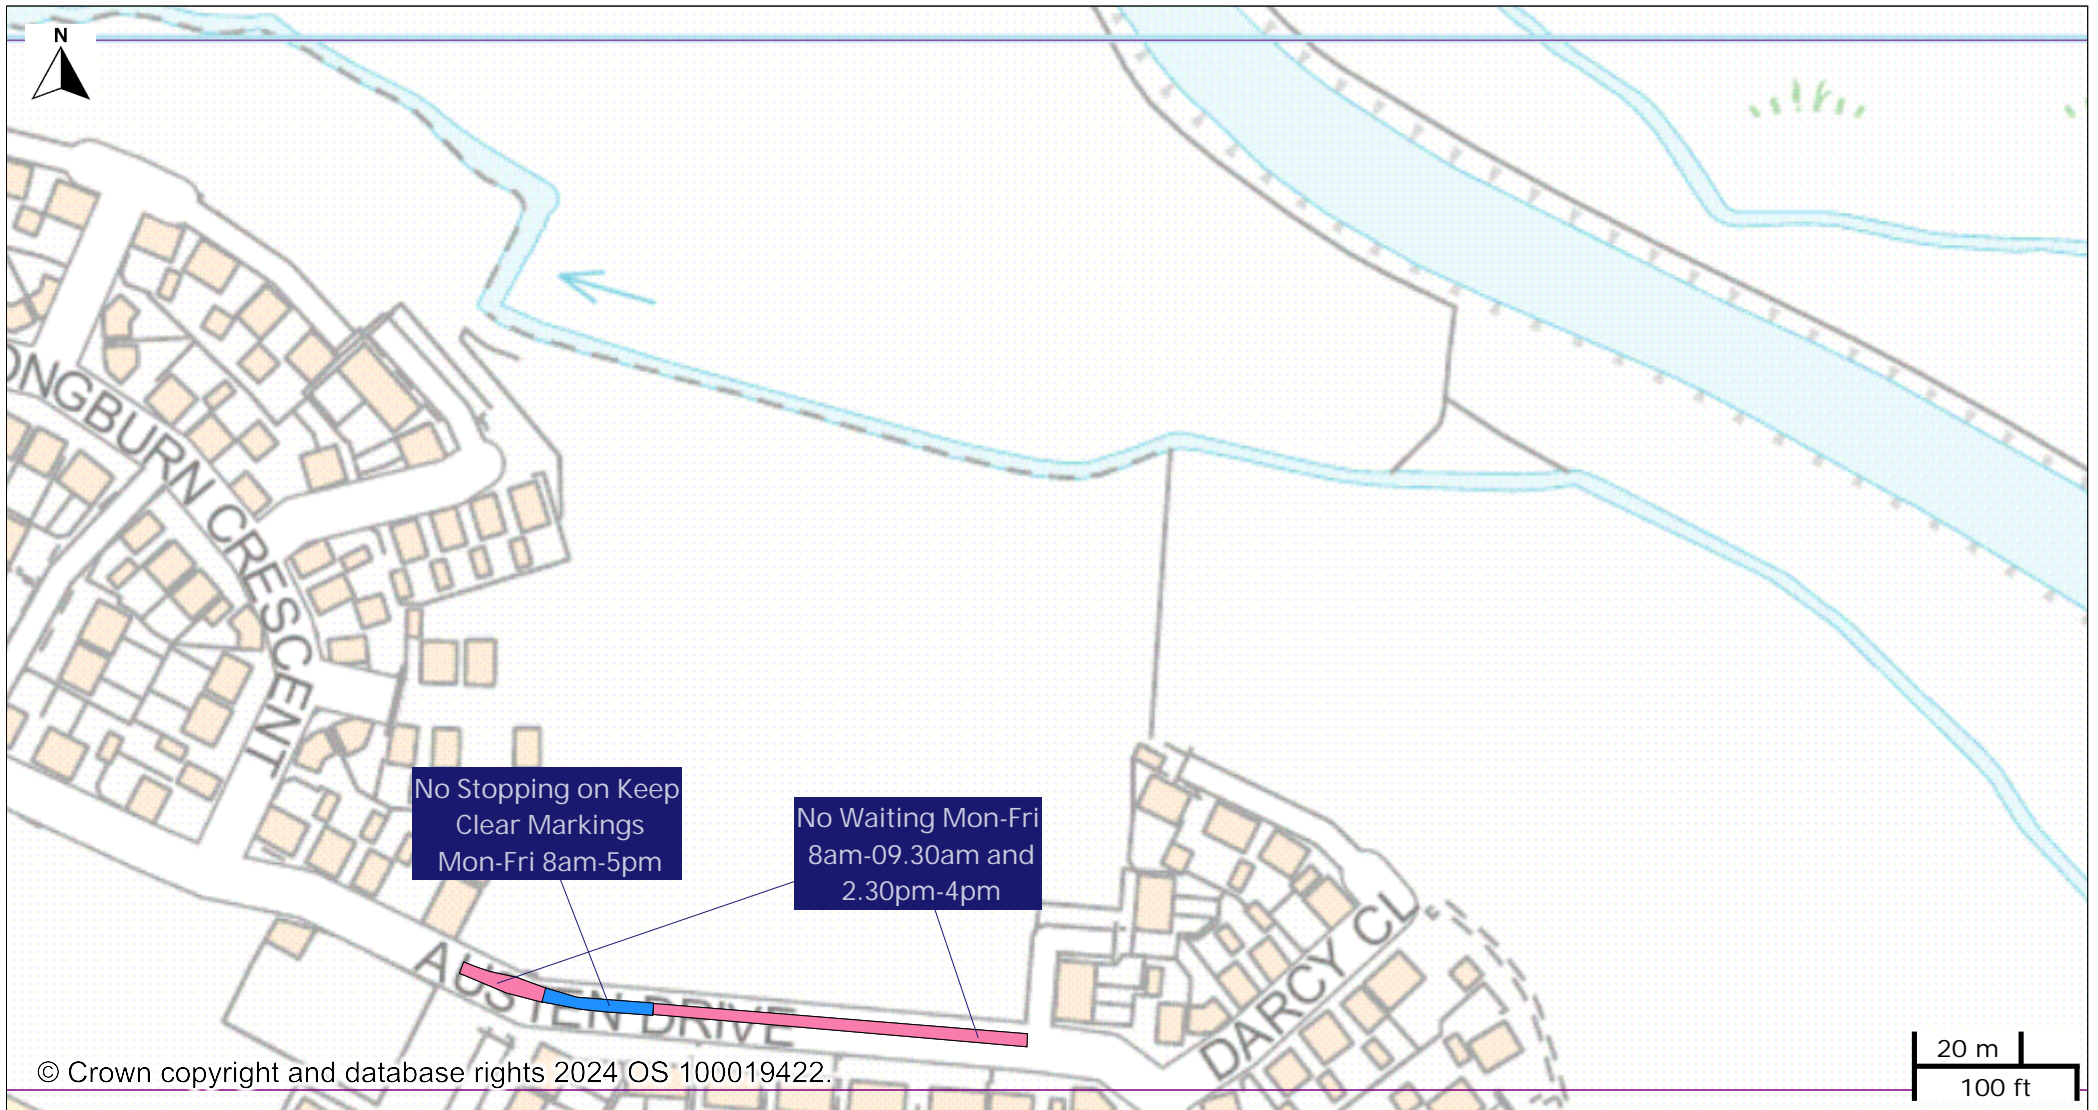 N
ONGBURN CRESCENT
No Stopping on Keep
Clear Markings
Mon-Fri 8am-5pm
No Waiting Mon-Fri
8am-09.30am and
2.30pm-4pm
AUSTEN DRIVE
DARCY CL
20 m
100 ft
© Crown copyright and database rights 2024 OS 100019422.